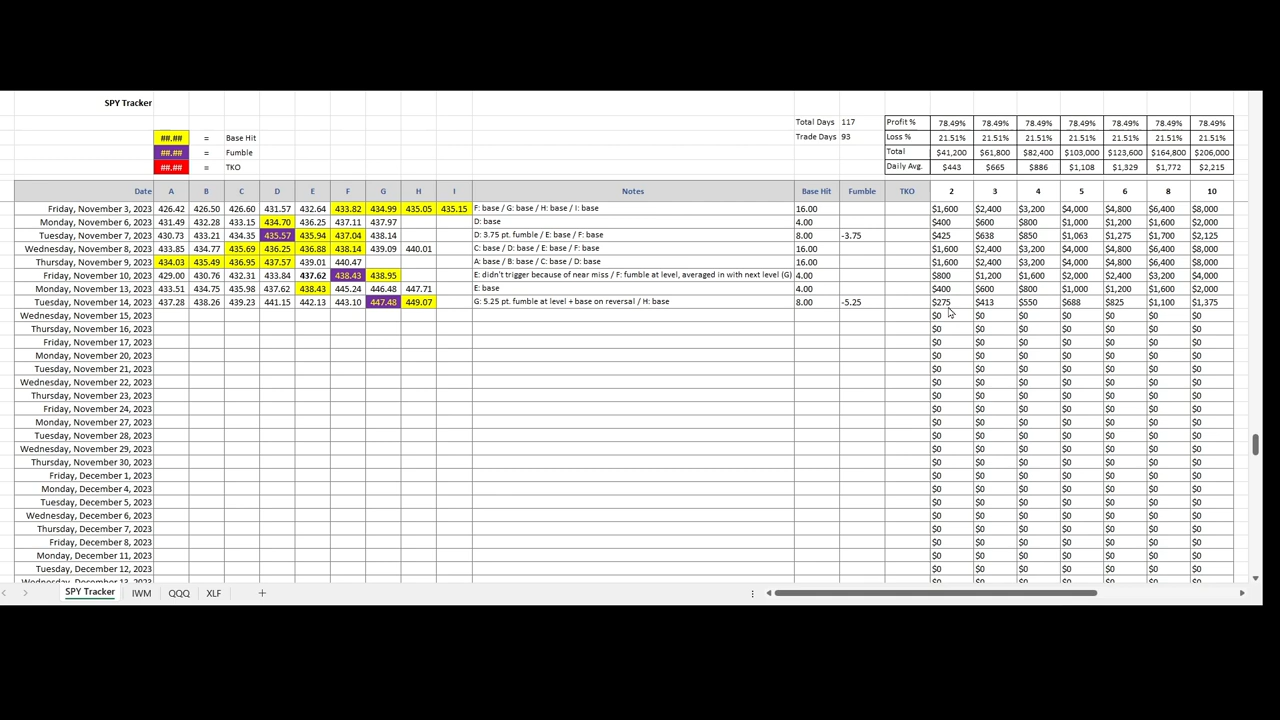 SPY Tracker
Total Days 117 Profit % 78.49% 78.49% 78.49% 78.49% 78.49% 78.49% 78.49%
##.## = Base Hit Trade Days 93 Loss % 21.51% 21.51% 21.51% 21.51% 21.51% 21.51% 21.51%
##.## = Fumble Total $41,200 $61,800 $82,400 $103,000 $123,600 $164,800 $206,000
##.## = TKO Daily Avg. $443 $665 $886 $1,108 $1,329 $1,772 $2,215
Date A B C D E F G H I Notes Base Hit Fumble TKO 2 3 4 5 6 8 10
Friday, November 3, 2023 426.42 426.50 426.60 431.57 432.64 433.82 434.99 435.05 435.15 F: base / G: base / H: base / I: base 16.00 $1,600 $2,400 $3,200 $4,000 $4,800 $6,400 $8,000
Monday, November 6, 2023 431.49 432.28 433.15 434.70 436.25 437.11 437.97 D: base 4.00 $400 $600 $800 $1,000 $1,200 $1,600 $2,000
Tuesday, November 7, 2023 430.73 433.21 434.35 435.57 435.94 437.04 438.14 D: 3.75 pt. fumble / E: base / F: base 8.00 -3.75 $425 $638 $850 $1,063 $1,275 $1,700 $2,125
Wednesday, November 8, 2023 433.85 434.77 435.69 436.25 436.88 438.14 439.09 440.01 C: base / D: base / E: base / F: base 16.00 $1,600 $2,400 $3,200 $4,000 $4,800 $6,400 $8,000
Thursday, November 9, 2023 434.03 435.49 436.95 437.57 439.01 440.47 A: base / B: base / C: base / D: base 16.00 $1,600 $2,400 $3,200 $4,000 $4,800 $6,400 $8,000
Friday, November 10, 2023 429.00 430.76 432.31 433.84 437.62 438.43 438.95 E: didn't trigger because of near miss / F: fumble at level, averaged in with next level (G) 4.00 $800 $1,200 $1,600 $2,000 $2,400 $3,200 $4,000
Monday, November 13, 2023 433.51 434.75 435.98 437.62 438.43 445.24 446.48 447.71 E: base 4.00 $400 $600 $800 $1,000 $1,200 $1,600 $2,000
Tuesday, November 14, 2023 437.28 438.26 439.23 441.15 442.13 443.10 447.48 449.07 G: 5.25 pt. fumble at level + base on reversal / H: base 8.00 -5.25 $275 $413 $550 $688 $825 $1,100 $1,375
Wednesday, November 15, 2023 $0 $0 $0 $0 $0 $0 $0
Thursday, November 16, 2023 $0 $0 $0 $0 $0 $0 $0
Friday, November 17, 2023 $0 $0 $0 $0 $0 $0 $0
Monday, November 20, 2023 $0 $0 $0 $0 $0 $0 $0
Tuesday, November 21, 2023 $0 $0 $0 $0 $0 $0 $0
Wednesday, November 22, 2023 $0 $0 $0 $0 $0 $0 $0
Thursday, November 23, 2023 $0 $0 $0 $0 $0 $0 $0
Friday, November 24, 2023 $0 $0 $0 $0 $0 $0 $0
Monday, November 27, 2023 $0 $0 $0 $0 $0 $0 $0
Tuesday, November 28, 2023 $0 $0 $0 $0 $0 $0 $0
Wednesday, November 29, 2023 $0 $0 $0 $0 $0 $0 $0
Thursday, November 30, 2023 $0 $0 $0 $0 $0 $0 $0
Friday, December 1, 2023 $0 $0 $0 $0 $0 $0 $0
Monday, December 4, 2023 $0 $0 $0 $0 $0 $0 $0
Tuesday, December 5, 2023 $0 $0 $0 $0 $0 $0 $0
Wednesday, December 6, 2023 $0 $0 $0 $0 $0 $0 $0
Thursday, December 7, 2023 $0 $0 $0 $0 $0 $0 $0
Friday, December 8, 2023 $0 $0 $0 $0 $0 $0 $0
Monday, December 11, 2023 $0 $0 $0 $0 $0 $0 $0
Tuesday, December 12, 2023 $0 $0 $0 $0 $0 $0 $0
Wednesday, December 13, 2023 $0 $0 $0 $0 $0 $0 $0
SPY Tracker IWM QQQ XLF